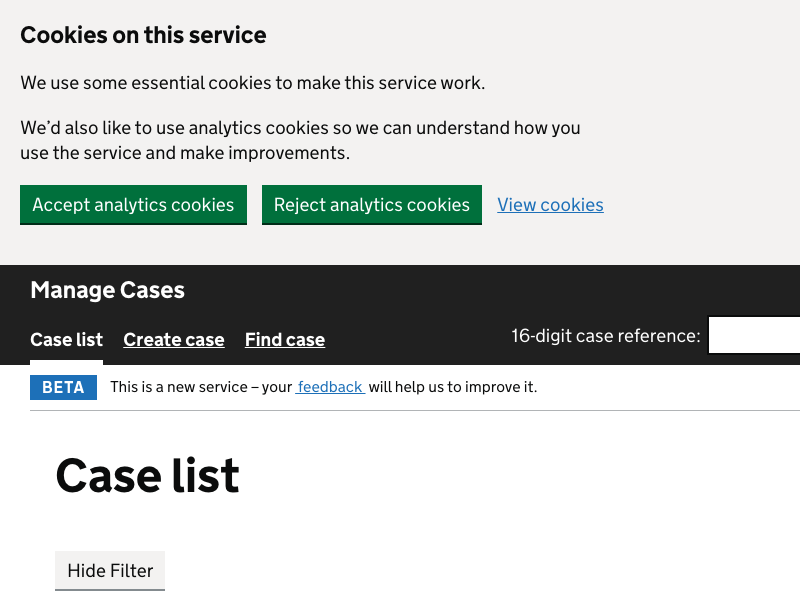 Cookies on this service
We use some essential cookies to make this service work.
We’d also like to use analytics cookies so we can understand how you
use the service and make improvements.
Accept analytics cookies Reject analytics cookies View cookies
Manage Cases
Case list Create case Find case 16-digit case reference:
BETA This is a new service – your feedback will help us to improve it.
Case list
Hide Filter